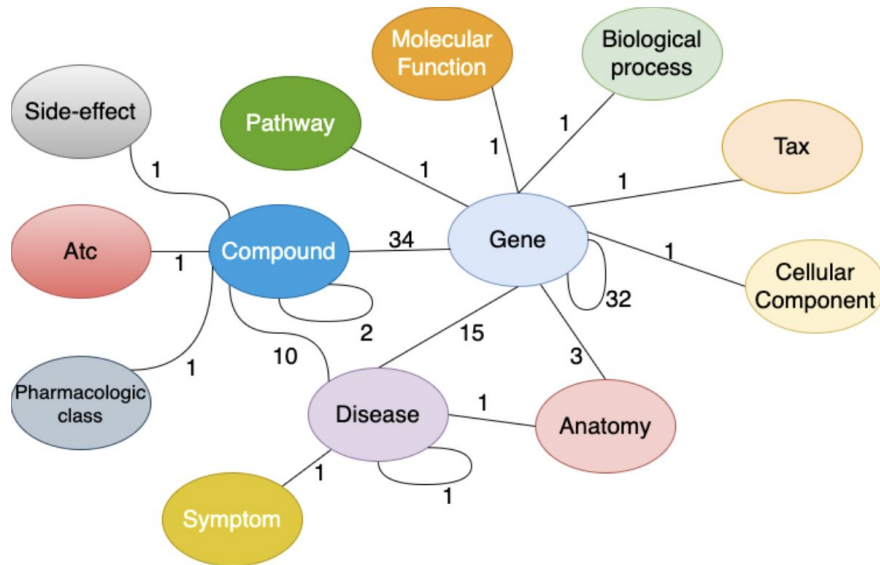 Molecular
Function
Biological
process
Side-effect
Pathway
Tax
1
1
1
1
1
Atc
1
Compound
34
Gene
1
Cellular
Component
32
2
1
10
15
3
Pharmacologic
class
Disease
1
Anatomy
1
1
Symptom